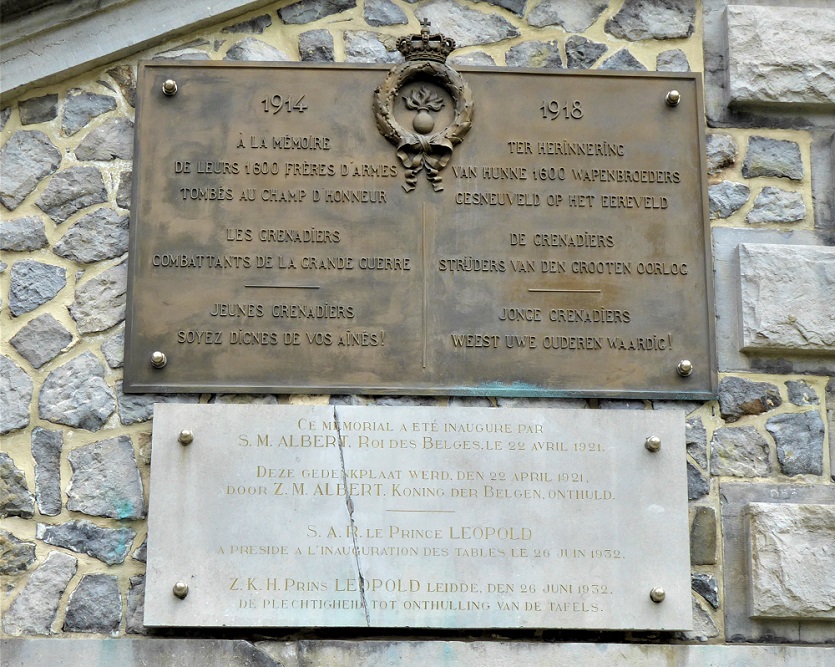 1914
À LA MÉMOIRE
DE LEURS 1600 FRÈRES D'ARMES
TOMBÉS AU CHAMP D'HONNEUR
LES GRENADIERS
COMBATTANTS DE LA GRANDE GUERRE
JEUNES GRENADIERS
SOYEZ DIGNES DE VOS AÎNÉS!
1918
TER HERINNERING
VAN HUNNE 1600 WAPENBROEDERS
GESNEUVELD OP HET EEREVELD
DE GRENADIERS
STRIJDERS VAN DEN GROOTEN OORLOG
JONGE GRENADIERS
WEEST UWE OUDEREN WAARDIG!
CE MEMORIAL A ETÉ INAUGURE PAR
S. M. ALBERT, ROI DES BELGES, LE 22 AVRIL 1921.
DEZE GEDENKPLAAT WERD, DEN 22 APRIL 1921,
DOOR Z. M. ALBERT, KONING DER BELGEN, ONTHULD.
S. A. R. LE PRINCE LEOPOLD
A PRESIDE A L'INAUGURATION DES TABLES LE 26 JUIN 1932.
Z. K. H. PRINS LEOPOLD LEIDDE, DEN 26 JUNI 1932,
DE PLECHTIGHEID TOT ONTHULLING VAN DE TAFELS.